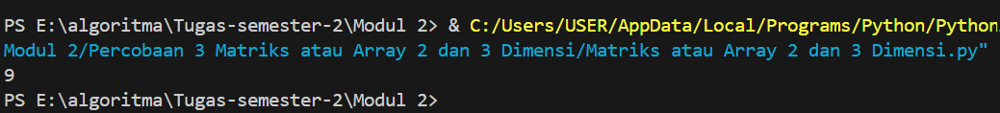 PS E:\algoritma\Tugas-semester-2\Modul 2> & C:/Users/USER/AppData/Local/Programs/Python/Python
Modul 2/Percobaan 3 Matriks atau Array 2 dan 3 Dimensi/Matriks atau Array 2 dan 3 Dimensi.py"
9
PS E:\algoritma\Tugas-semester-2\Modul 2>